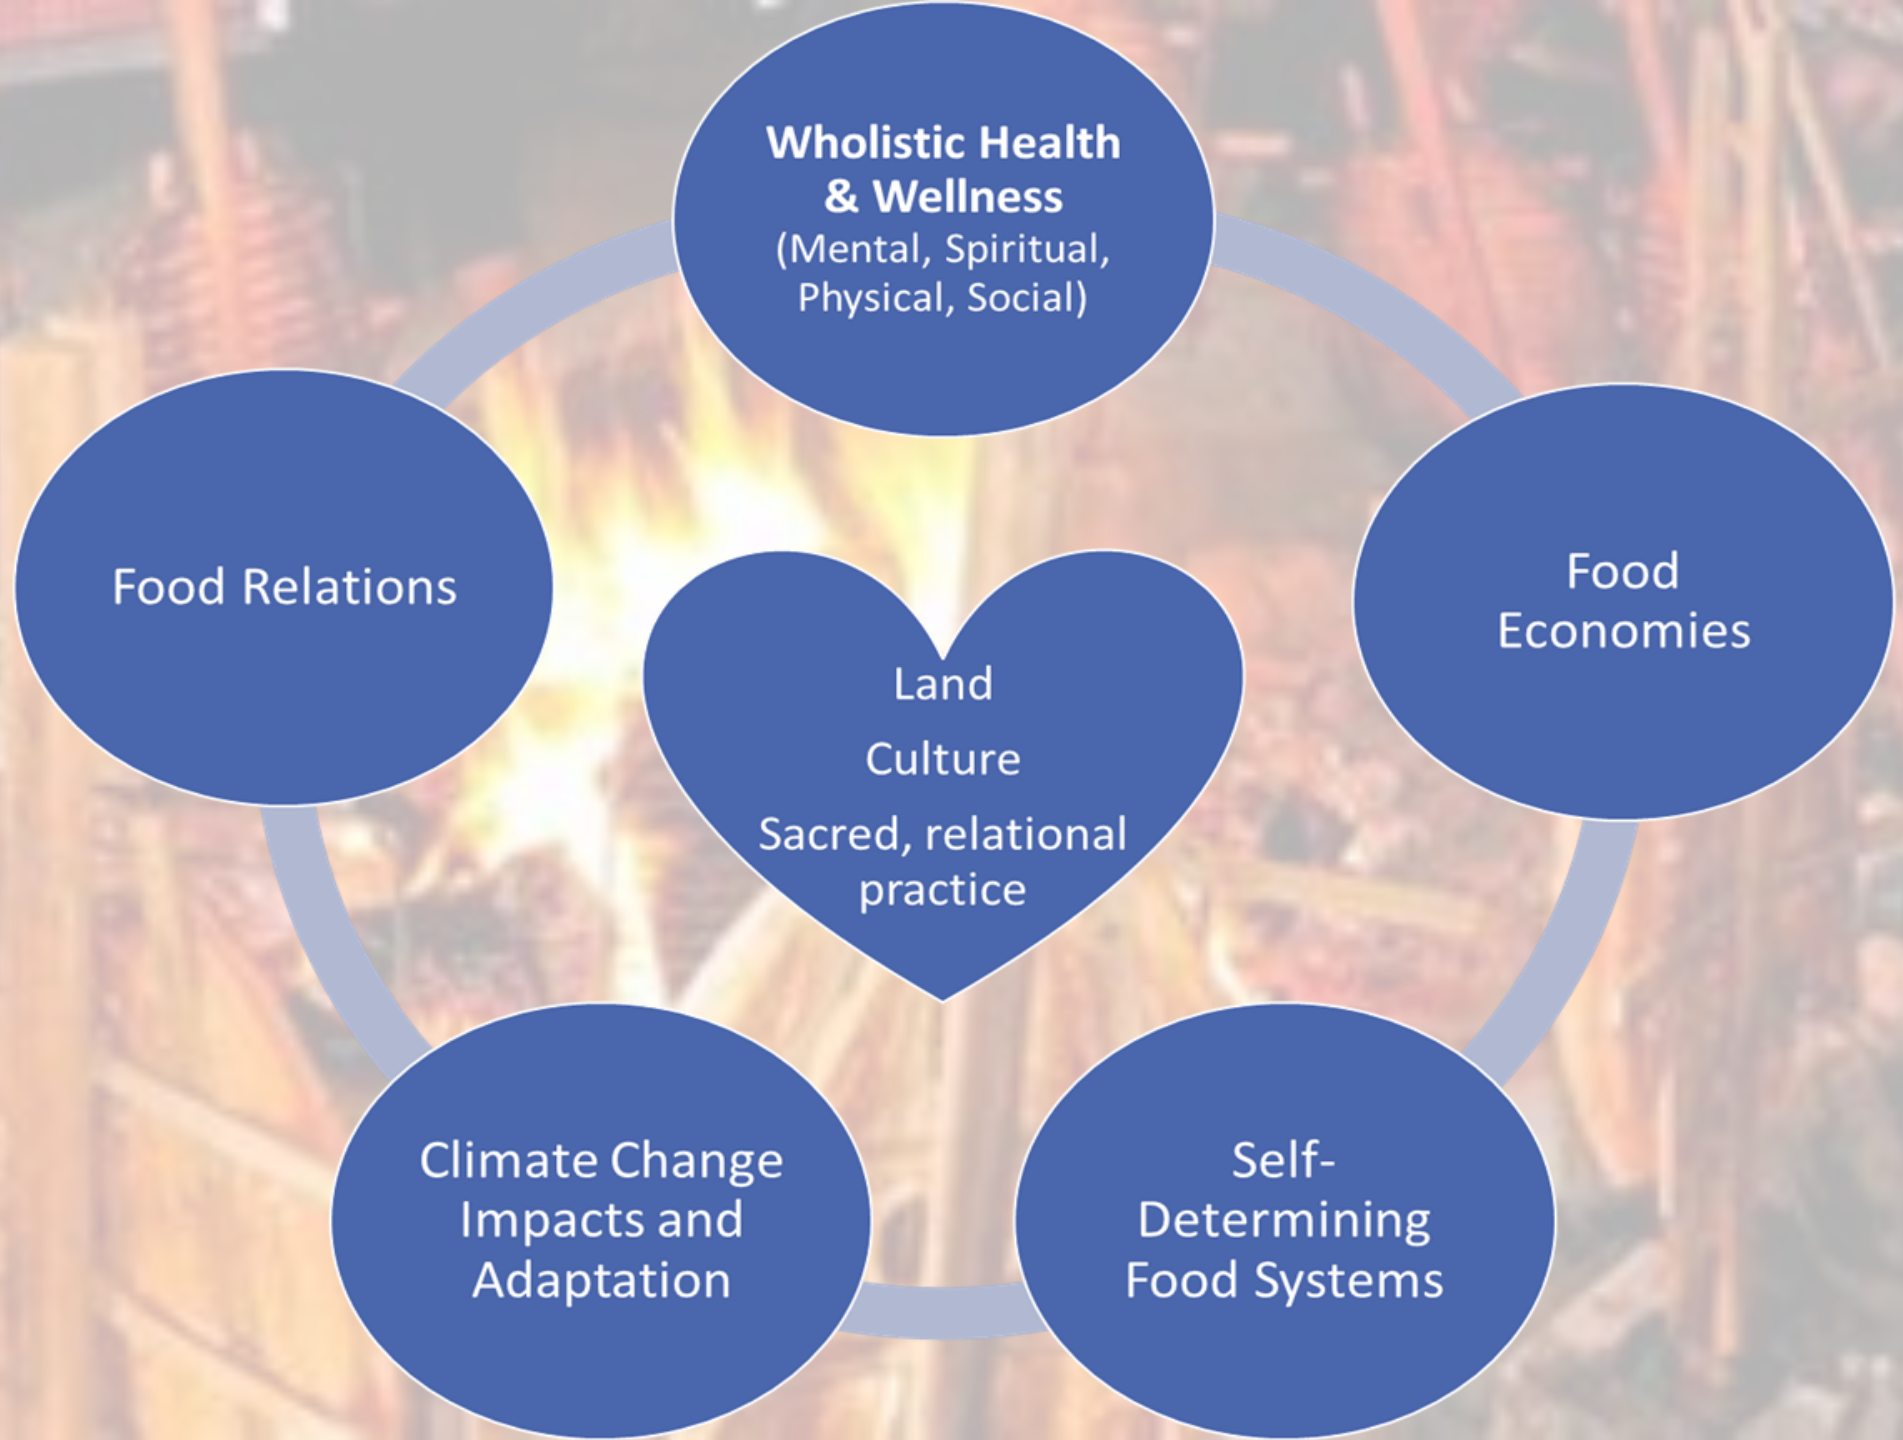 Wholistic Health
& Wellness
(Mental, Spiritual,
Physical, Social)
Food Relations
Food
Economies
Land
Culture
Sacred, relational
practice
Climate Change
Impacts and
Adaptation
Self-
Determining
Food Systems